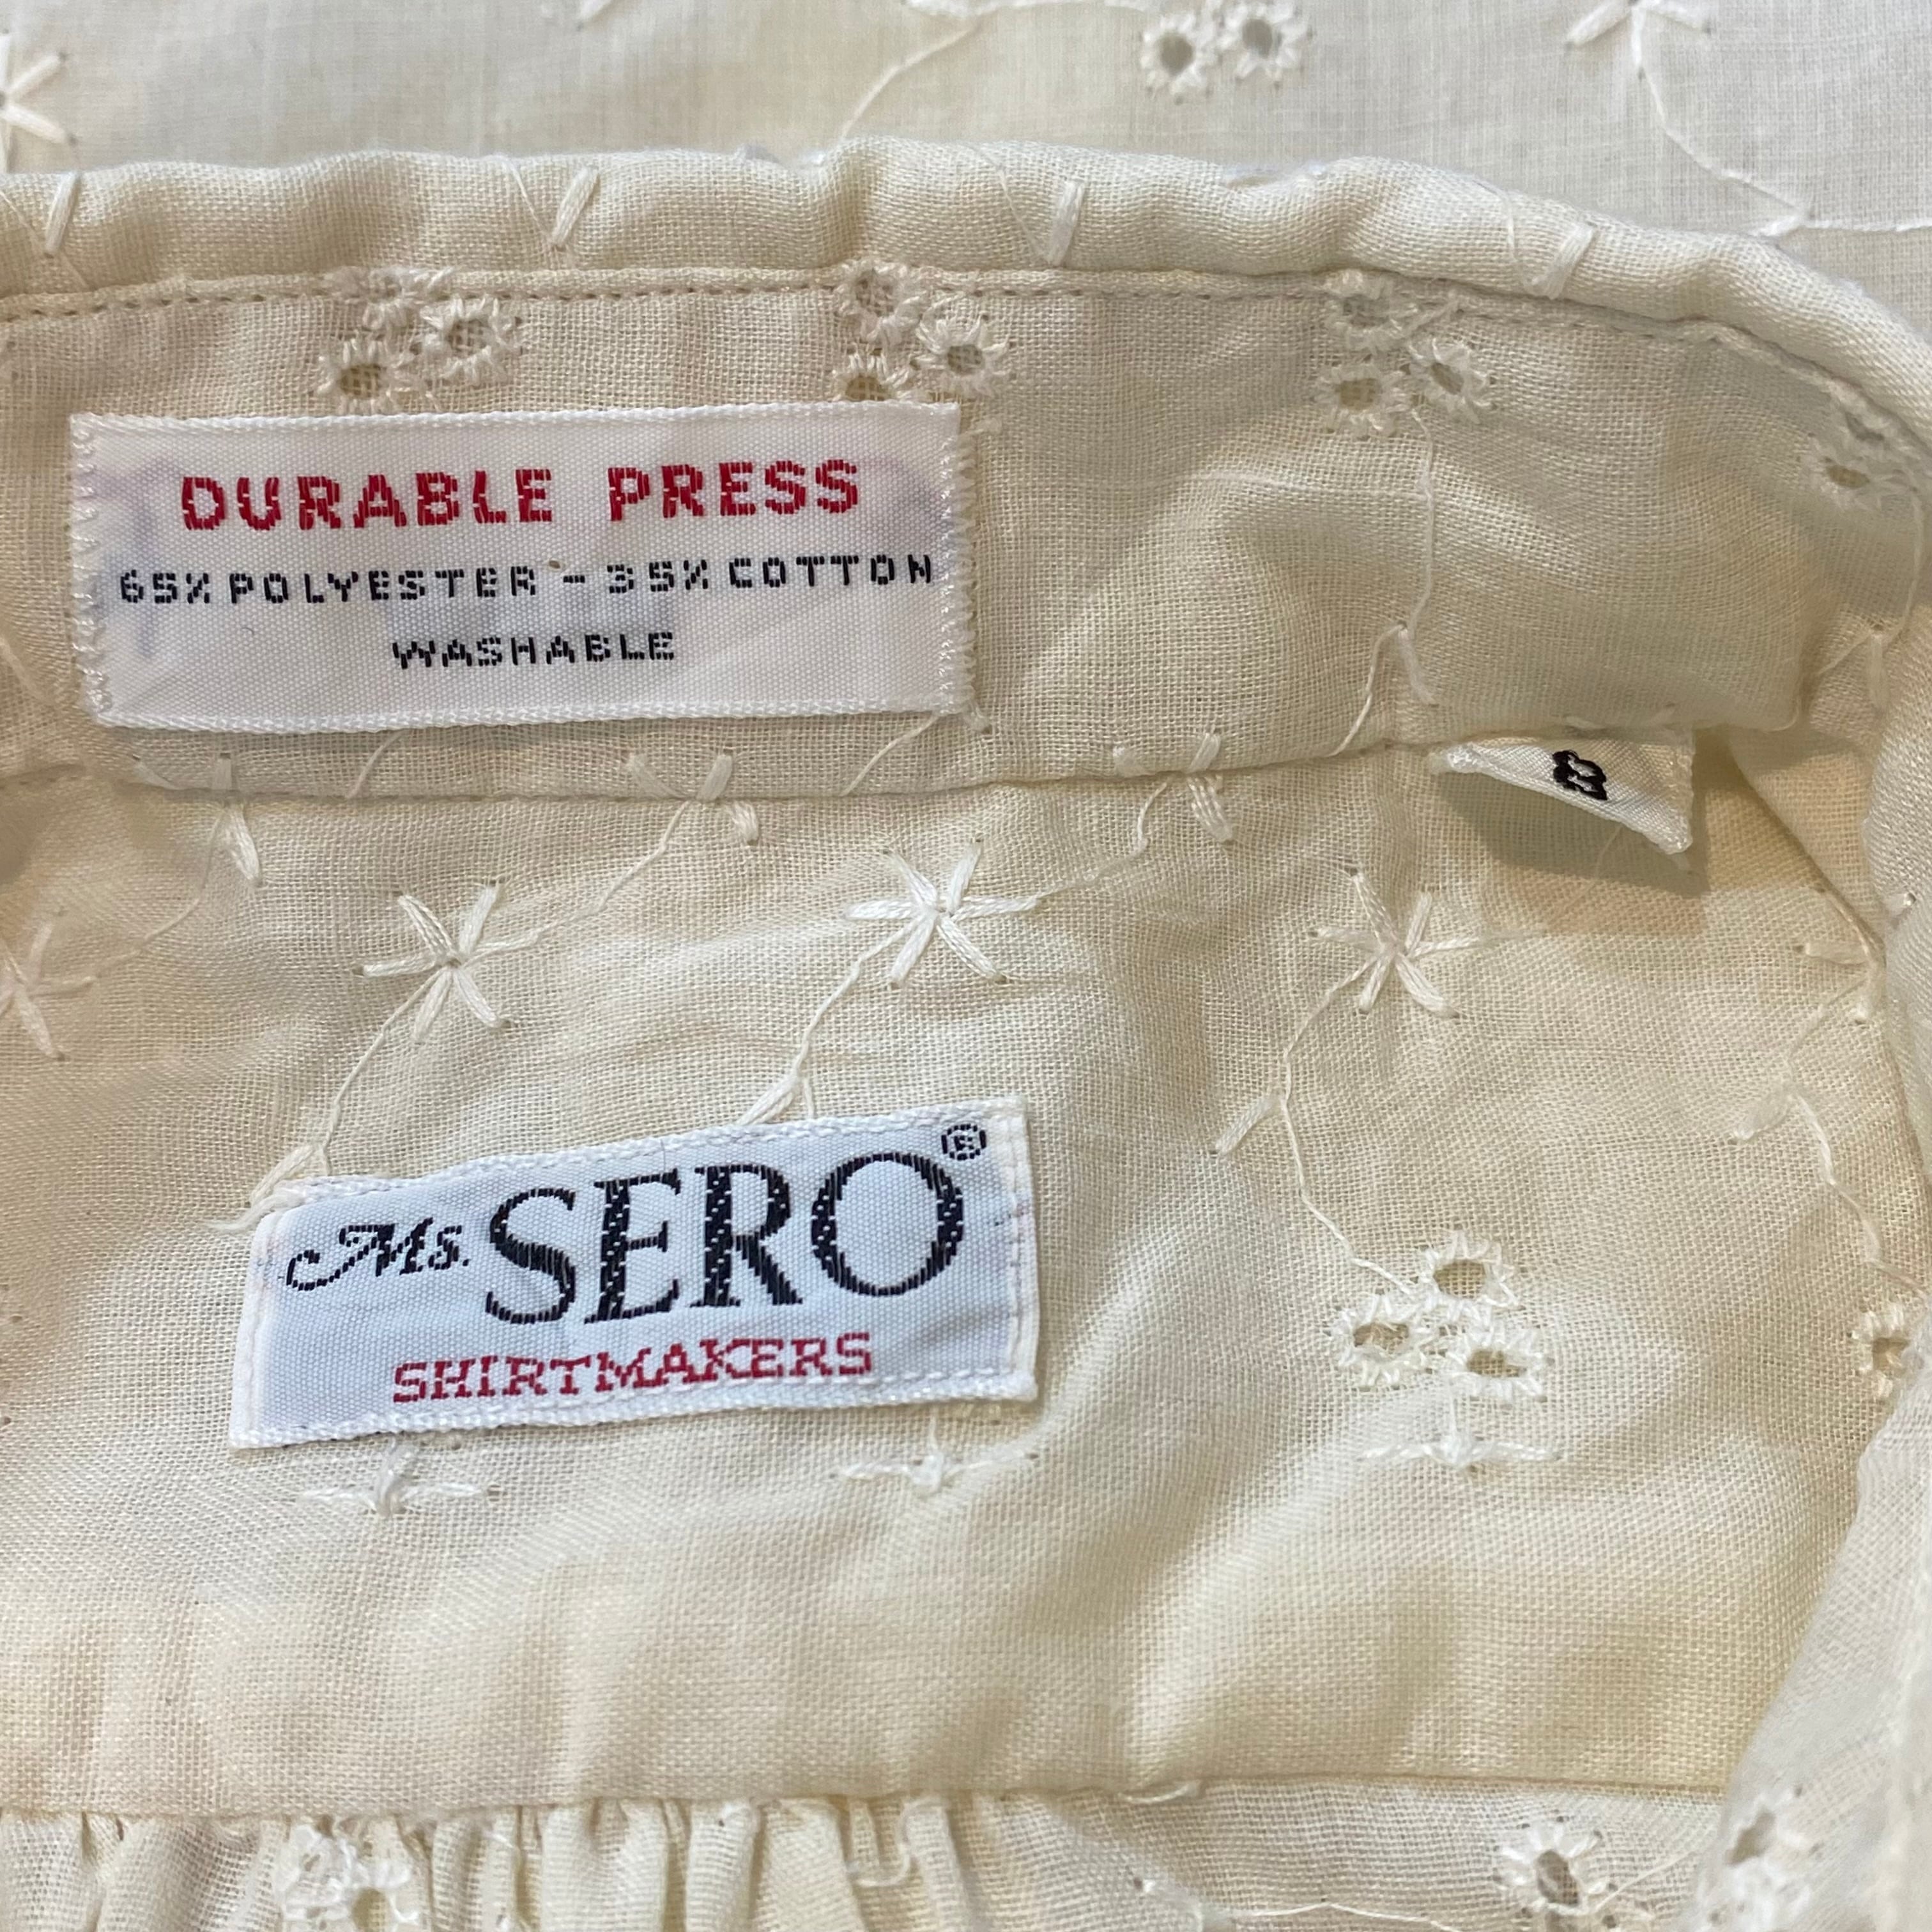 DURABLE PRESS
65% POLYESTER - 35% COTTON
WASHABLE
8
Ms. SERO®
SHIRTMAKERS